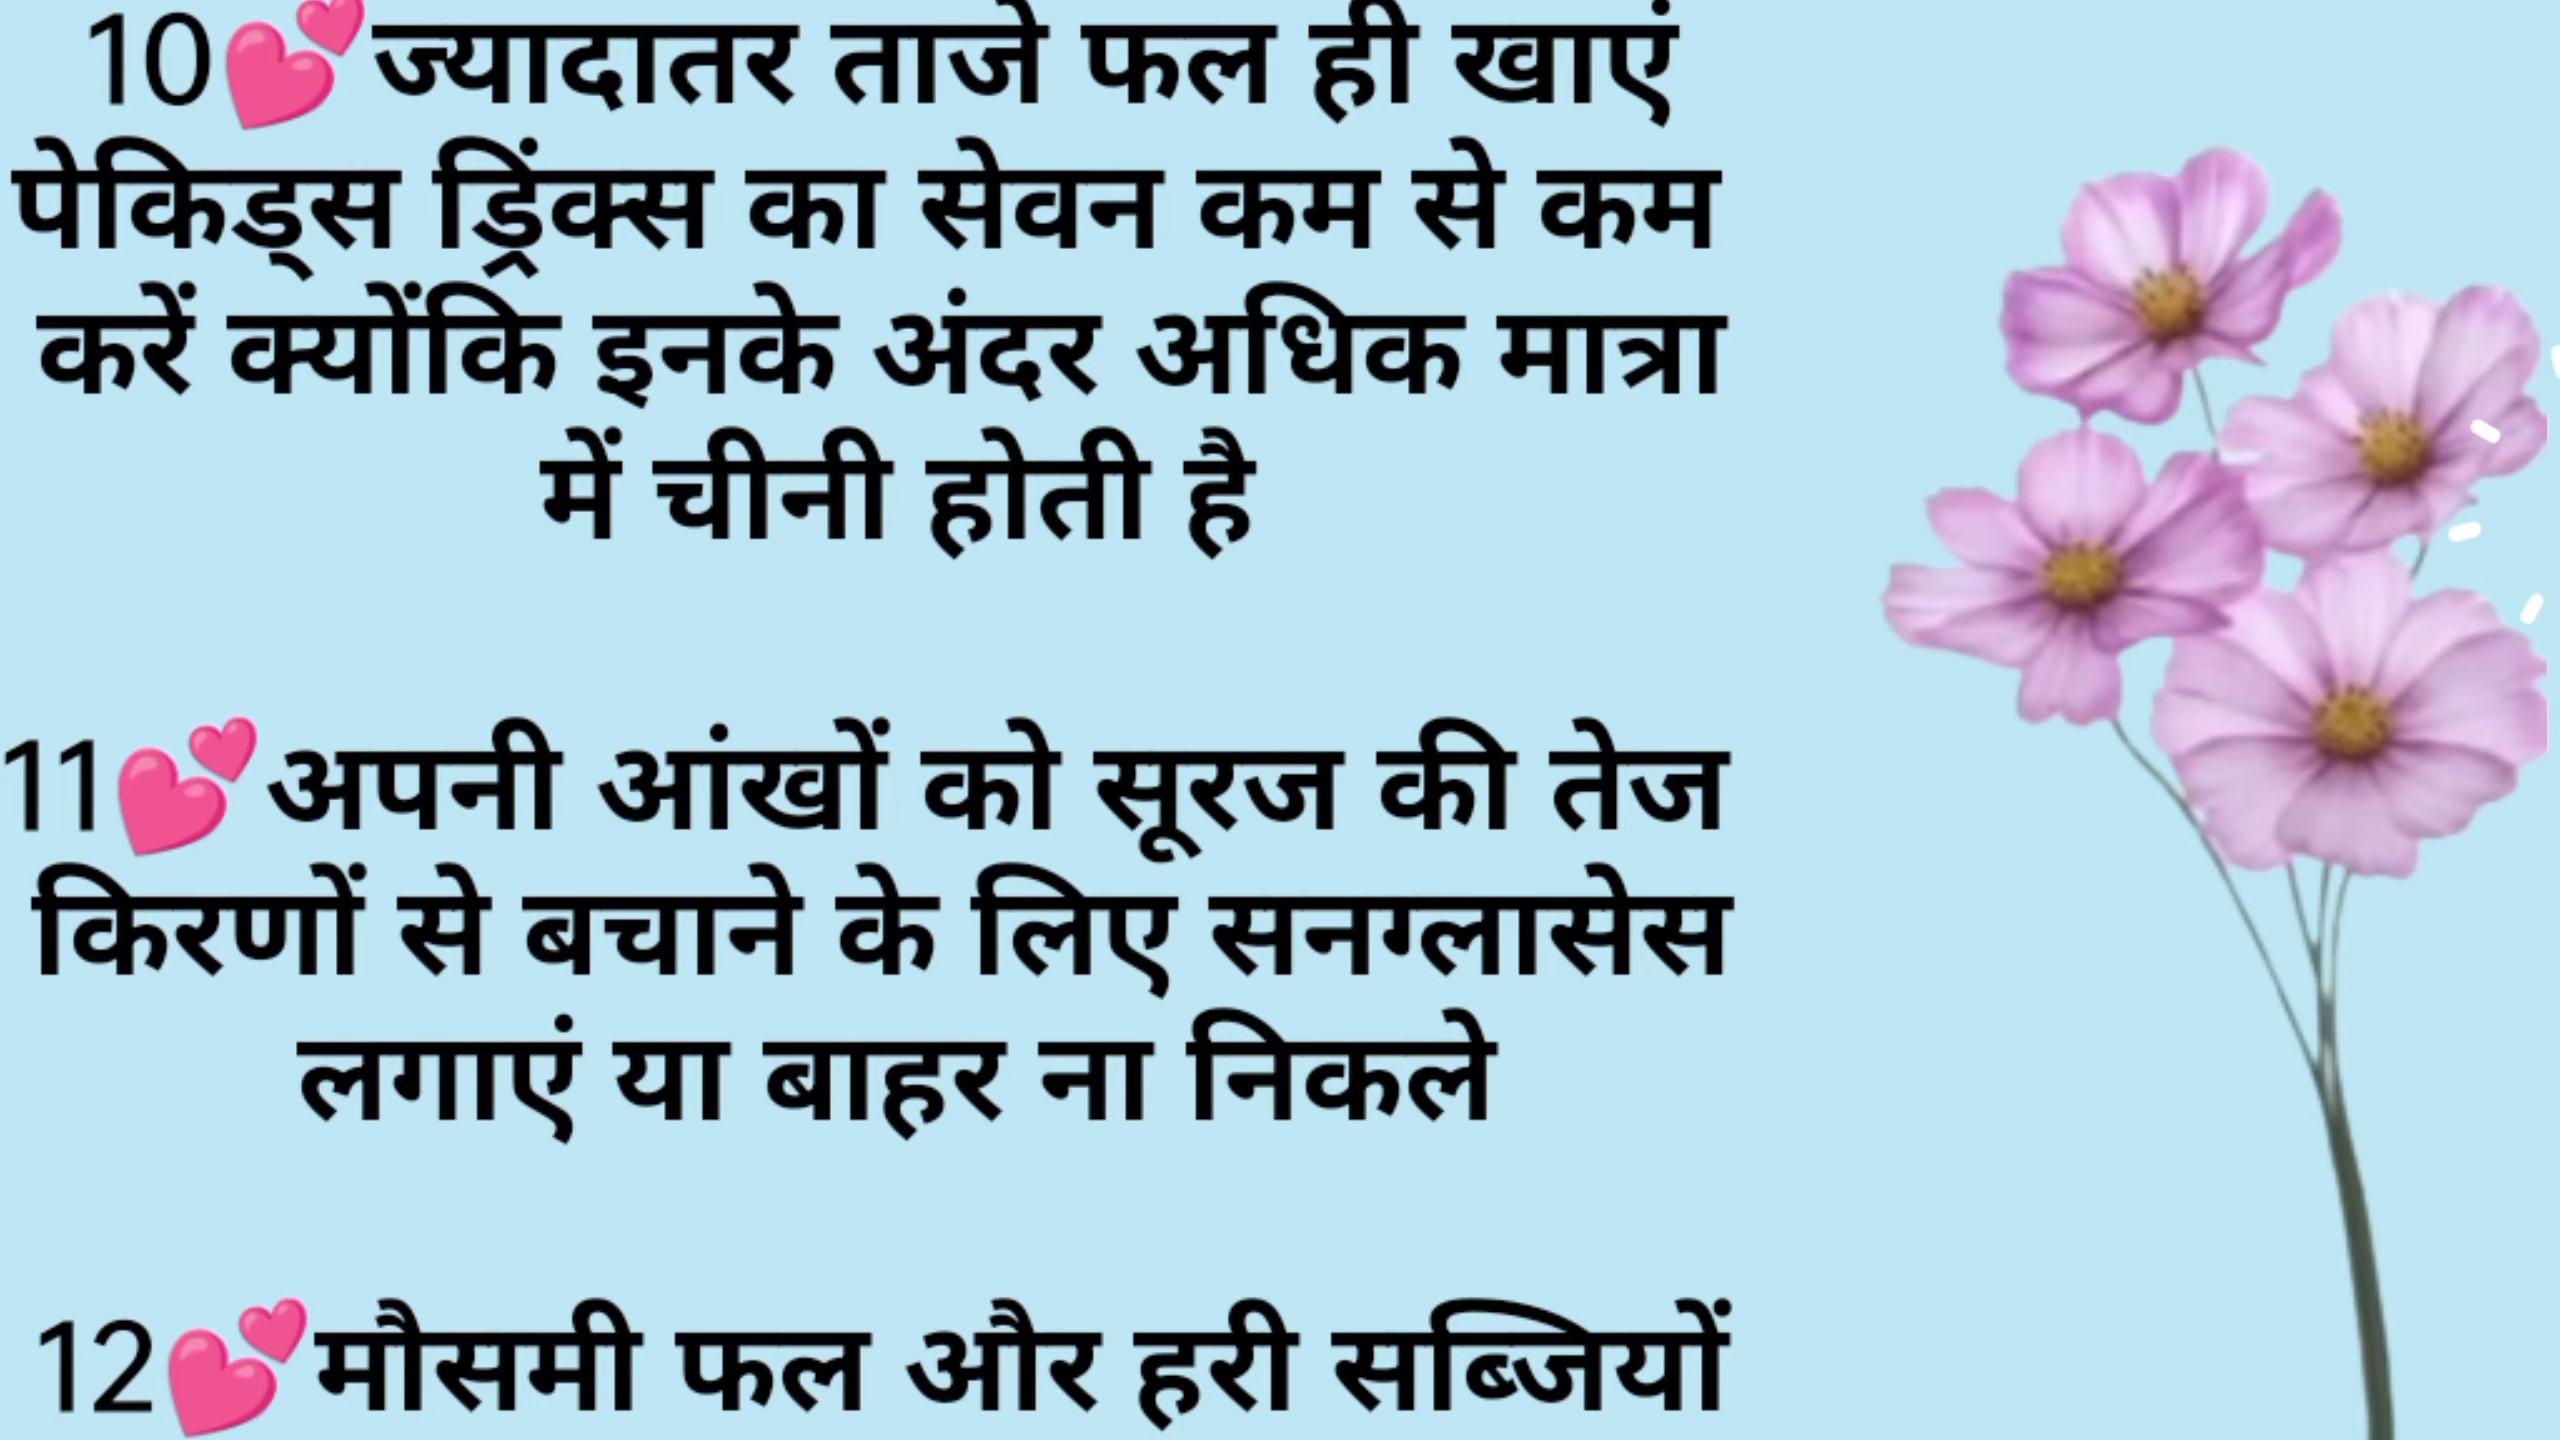 10💕ज्यादातर ताजे फल ही खाएं
पेकिड्स ड्रिंक्स का सेवन कम से कम
करें क्योंकि इनके अंदर अधिक मात्रा
में चीनी होती है
11💕अपनी आंखों को सूरज की तेज
किरणों से बचाने के लिए सनग्लासेस
लगाएं या बाहर ना निकले
12💕मौसमी फल और हरी सब्जियों